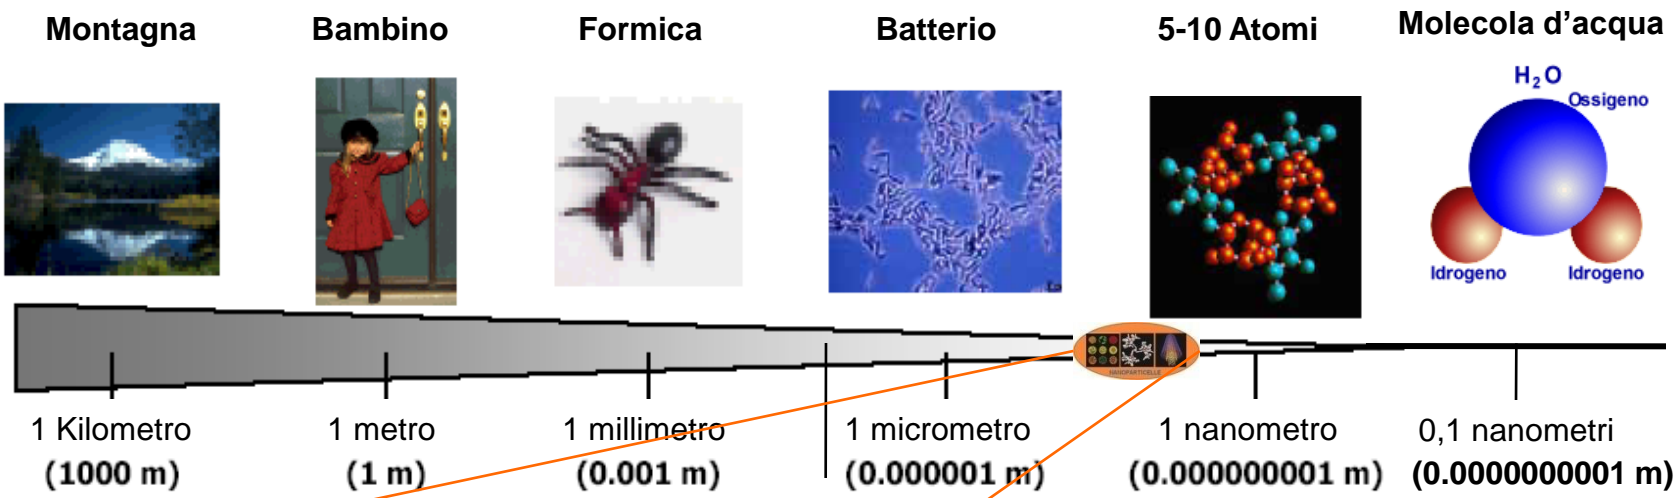 Montagna
Bambino
Formica
Batterio
5-10 Atomi
Molecola d’acqua
H2O
Ossigeno
Idrogeno
Idrogeno
NANOPARTICELLE
1 Kilometro
(1000 m)
1 metro
(1 m)
1 millimetro
(0.001 m)
1 micrometro
(0.000001 m)
1 nanometro
(0.000000001 m)
0,1 nanometri
(0.0000000001 m)